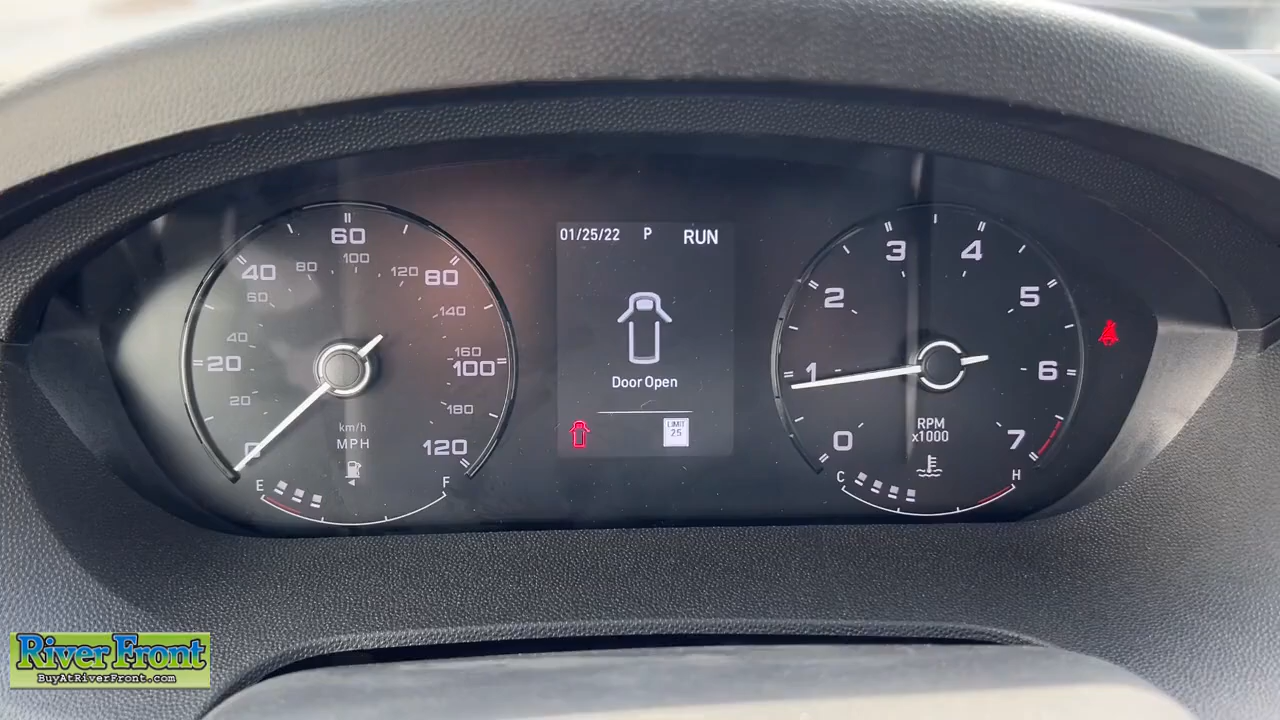 01/25/22 P RUN
Door Open
LIMIT
25
0
20
40
60
80
100
120
20
40
60
80
100
120
140
160
180
km/h
MPH
E F
0
1
2
3
4
5
6
7
RPM
x1000
C H
River Front
BuyAtRiverFront.com